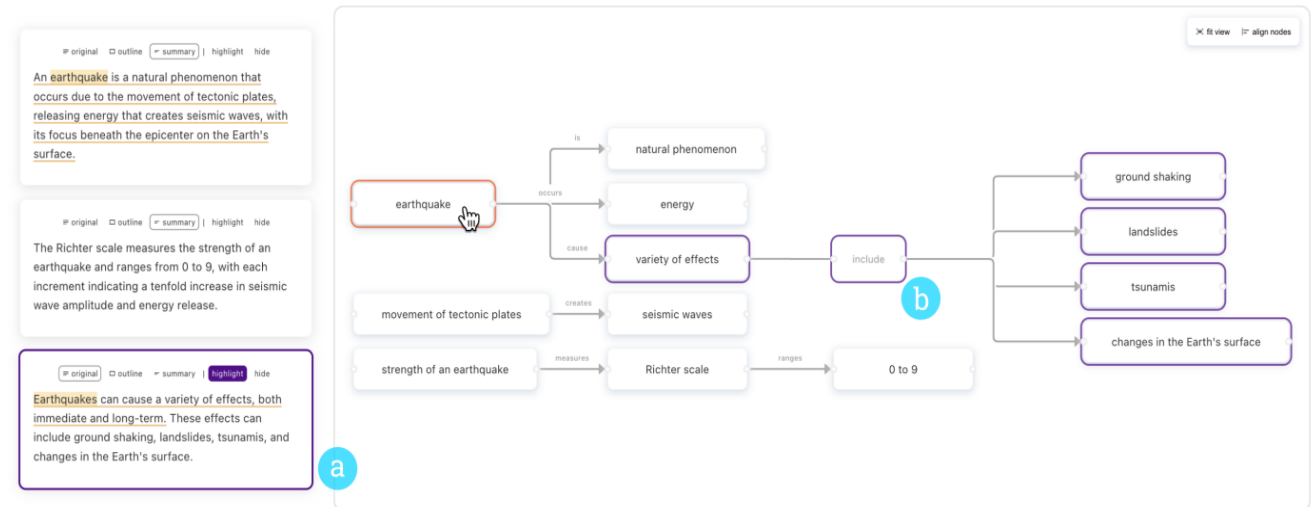 original outline summary | highlight hide
An earthquake is a natural phenomenon that
occurs due to the movement of tectonic plates,
releasing energy that creates seismic waves, with
its focus beneath the epicenter on the Earth's
surface.
original outline summary | highlight hide
The Richter scale measures the strength of an
earthquake and ranges from 0 to 9, with each
increment indicating a tenfold increase in seismic
wave amplitude and energy release.
original outline summary | highlight hide
Earthquakes can cause a variety of effects, both
immediate and long-term. These effects can
include ground shaking, landslides, tsunamis, and
changes in the Earth's surface.
a
fit view align nodes
is
natural phenomenon
earthquake
occurs
energy
cause
variety of effects
include
b
ground shaking
landslides
tsunamis
changes in the Earth's surface
movement of tectonic plates
creates
seismic waves
strength of an earthquake
measures
Richter scale
ranges
0 to 9